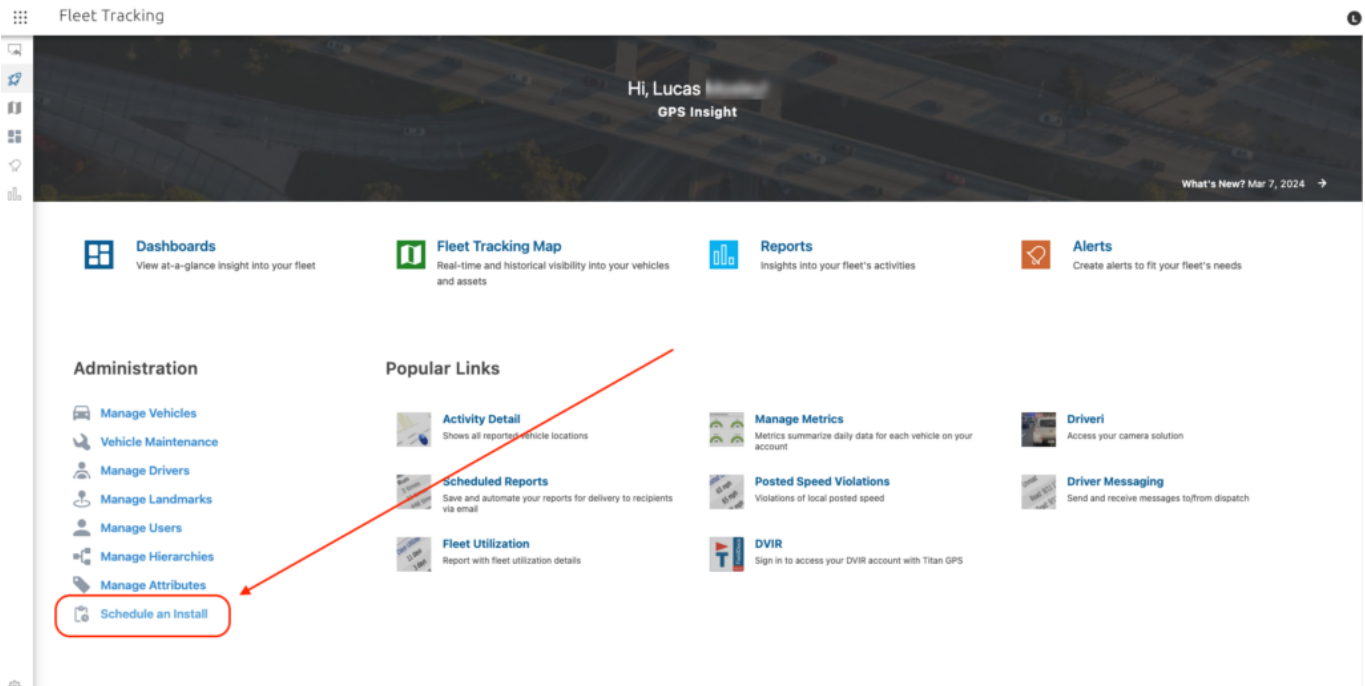 Fleet Tracking
L
Hi, Lucas
GPS Insight
What's New? Mar 7, 2024 →
Dashboards
View at-a-glance insight into your fleet
Fleet Tracking Map
Real-time and historical visibility into your vehicles
and assets
Reports
Insights into your fleet's activities
Alerts
Create alerts to fit your fleet's needs
Administration
Manage Vehicles
Vehicle Maintenance
Manage Drivers
Manage Landmarks
Manage Users
Manage Hierarchies
Manage Attributes
Schedule an Install
Popular Links
Activity Detail
Shows all reported vehicle locations
Manage Metrics
Metrics summarize daily data for each vehicle on your
account
Driveri
Access your camera solution
Scheduled Reports
Save and automate your reports for delivery to recipients
via email
Posted Speed Violations
Violations of local posted speed
Driver Messaging
Send and receive messages to/from dispatch
Fleet Utilization
Report with fleet utilization details
DVIR
Sign in to access your DVIR account with Titan GPS